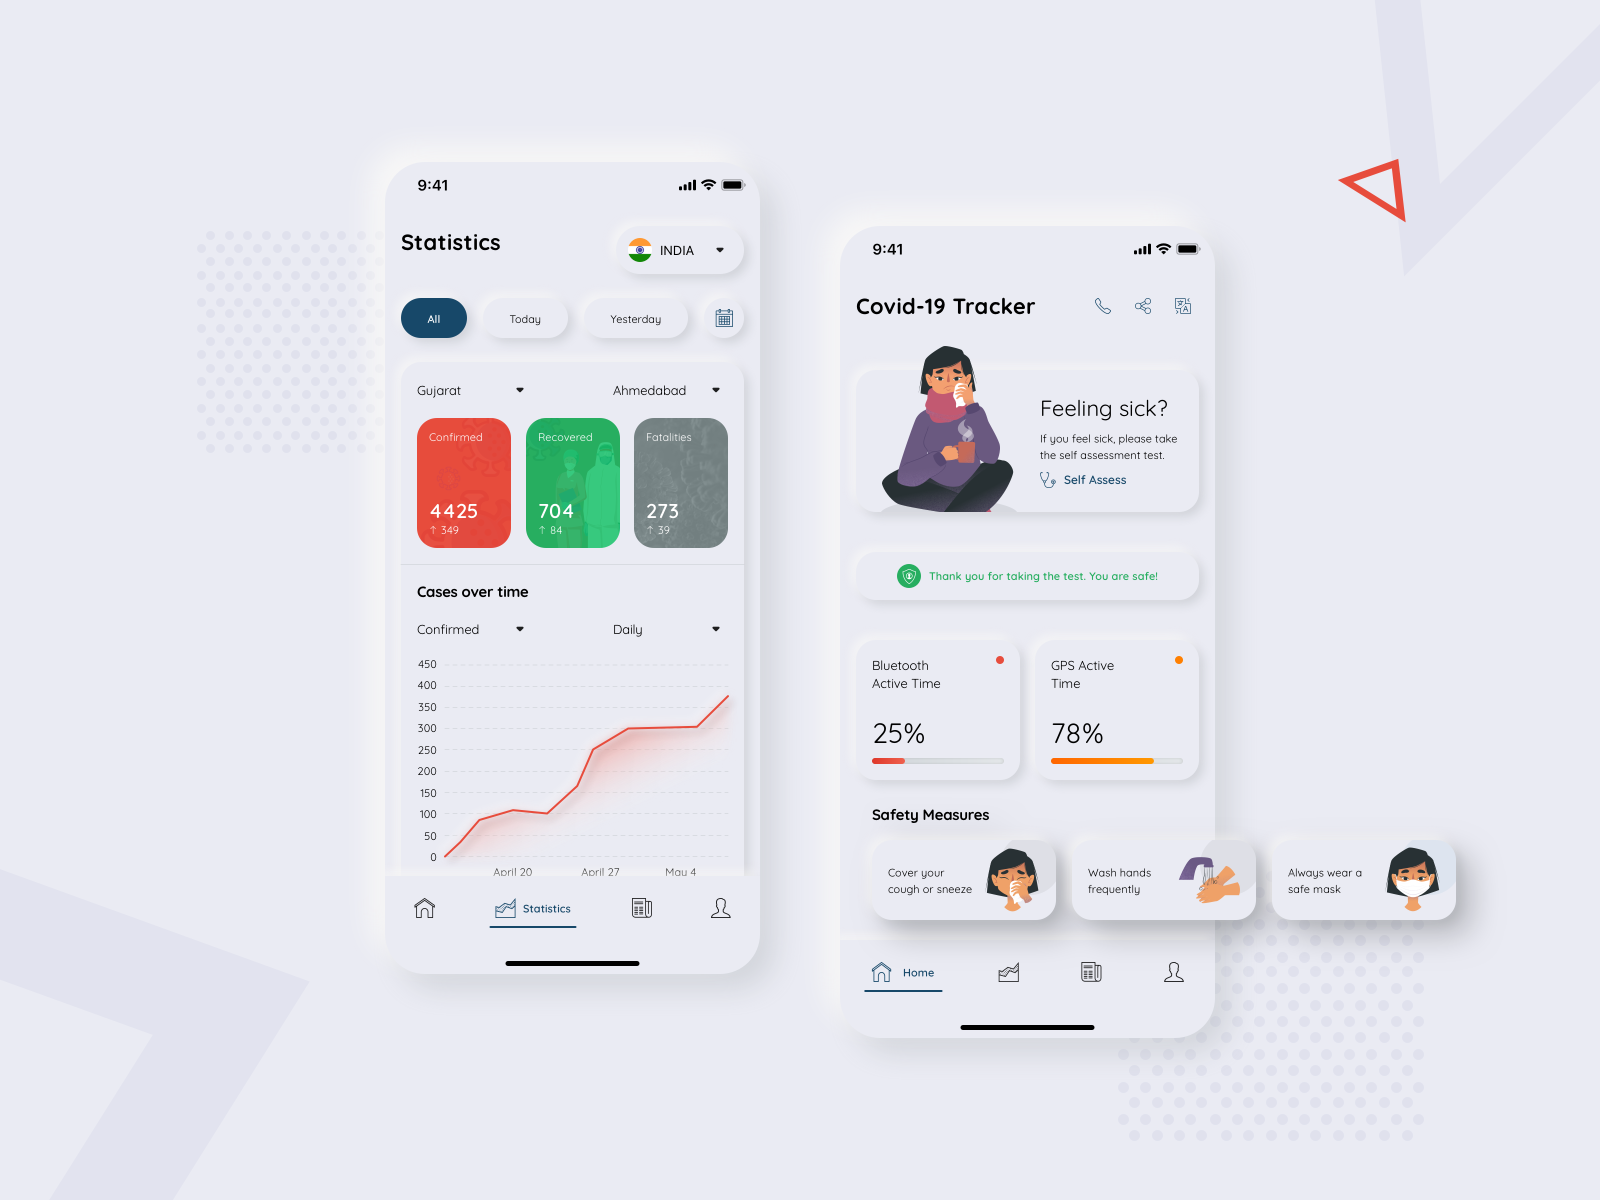 9:41
Statistics
INDIA
All
Today
Yesterday
Gujarat
Ahmedabad
Confirmed
Recovered
Fatalities
4425
704
273
↑ 349
↑ 84
↑ 39
Cases over time
Confirmed
Daily
450
400
350
300
250
200
150
100
50
0
April 20
April 27
May 4
Statistics
9:41
Covid-19 Tracker
Feeling sick?
If you feel sick, please take
the self assessment test.
Self Assess
Thank you for taking the test. You are safe!
Bluetooth
Active Time
25%
GPS Active
Time
78%
Safety Measures
Cover your
cough or sneeze
Wash hands
frequently
Always wear a
safe mask
Home